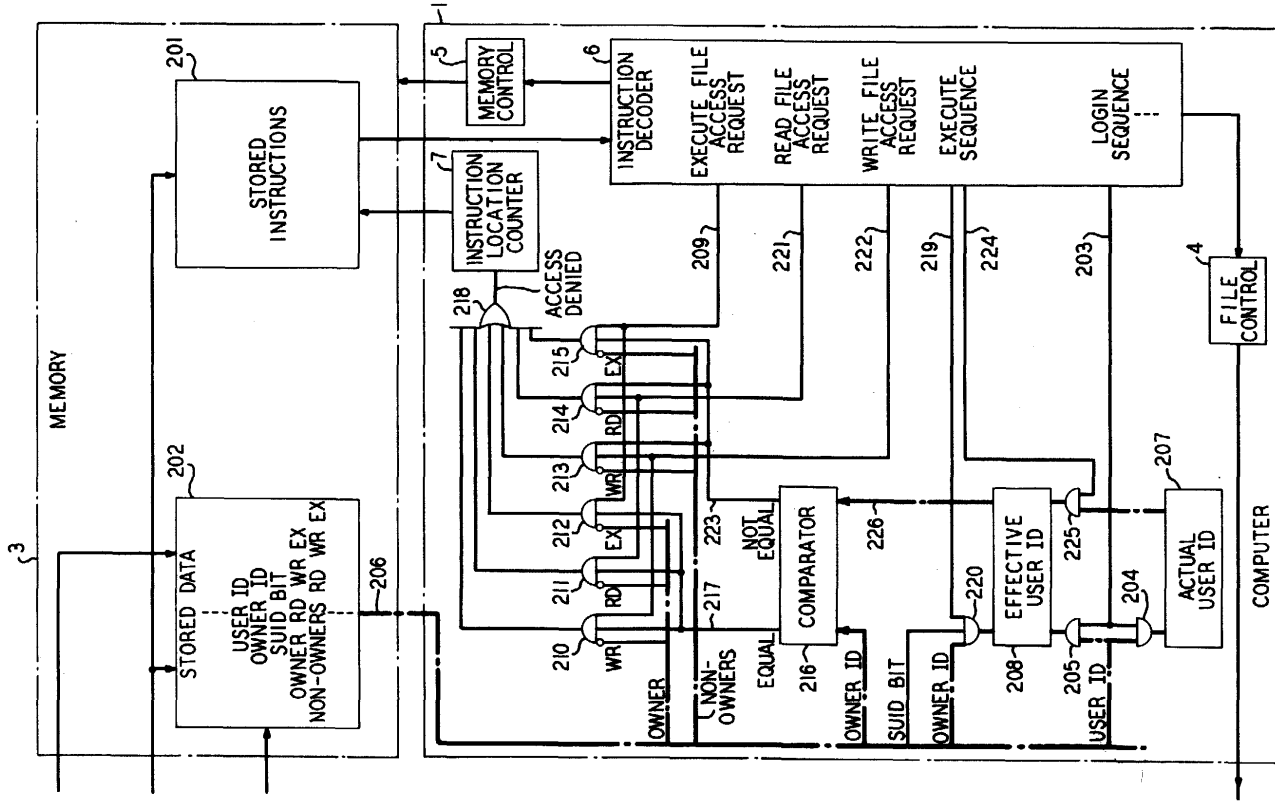 3
MEMORY
202
STORED DATA
USER ID
OWNER ID
SUID BIT
OWNER RD WR EX
NON-OWNERS RD WR EX
206
201
STORED
INSTRUCTIONS
1
5
MEMORY
CONTROL
7
INSTRUCTION
LOCATION
COUNTER
218
ACCESS
DENIED
6
INSTRUCTION
DECODER
EXECUTE FILE
ACCESS
REQUEST
READ FILE
ACCESS
REQUEST
WRITE FILE
ACCESS
REQUEST
EXECUTE
SEQUENCE
LOGIN
SEQUENCE
209
221
222
219
224
203
4
FILE
CONTROL
210
WR
211
RD
212
EX
213
WR
214
RD
215
EX
OWNER
NON-
OWNERS
217
EQUAL
223
NOT
EQUAL
COMPARATOR
216
226
OWNER ID
SUID BIT
OWNER ID
220
EFFECTIVE
USER ID
208
225
205
204
USER ID
207
ACTUAL
USER ID
COMPUTER